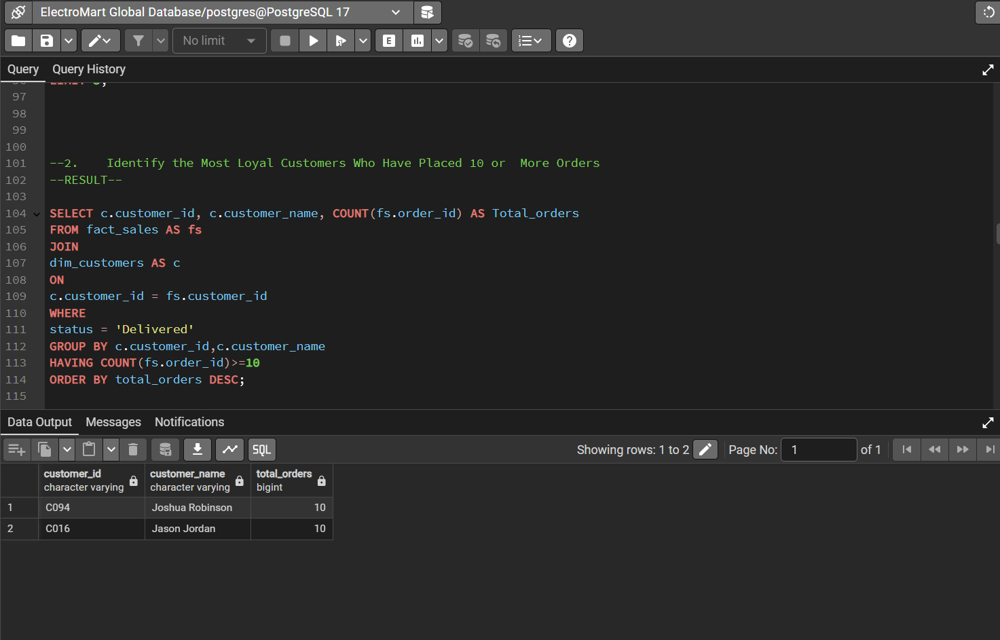 ElectroMart Global Database/postgres@PostgreSQL 17
No limit
E
Query Query History
97
98
99
100
101 --2. Identify the Most Loyal Customers Who Have Placed 10 or More Orders
102 --RESULT--
103
104 SELECT c.customer_id, c.customer_name, COUNT(fs.order_id) AS Total_orders
105 FROM fact_sales AS fs
106 JOIN
107 dim_customers AS c
108 ON
109 c.customer_id = fs.customer_id
110 WHERE
111 status = 'Delivered'
112 GROUP BY c.customer_id,c.customer_name
113 HAVING COUNT(fs.order_id)>=10
114 ORDER BY total_orders DESC;
115
Data Output Messages Notifications
SQL Showing rows: 1 to 2 Page No: 1 of 1
customer_id customer_name total_orders
character varying character varying bigint
1 C094 Joshua Robinson 10
2 C016 Jason Jordan 10